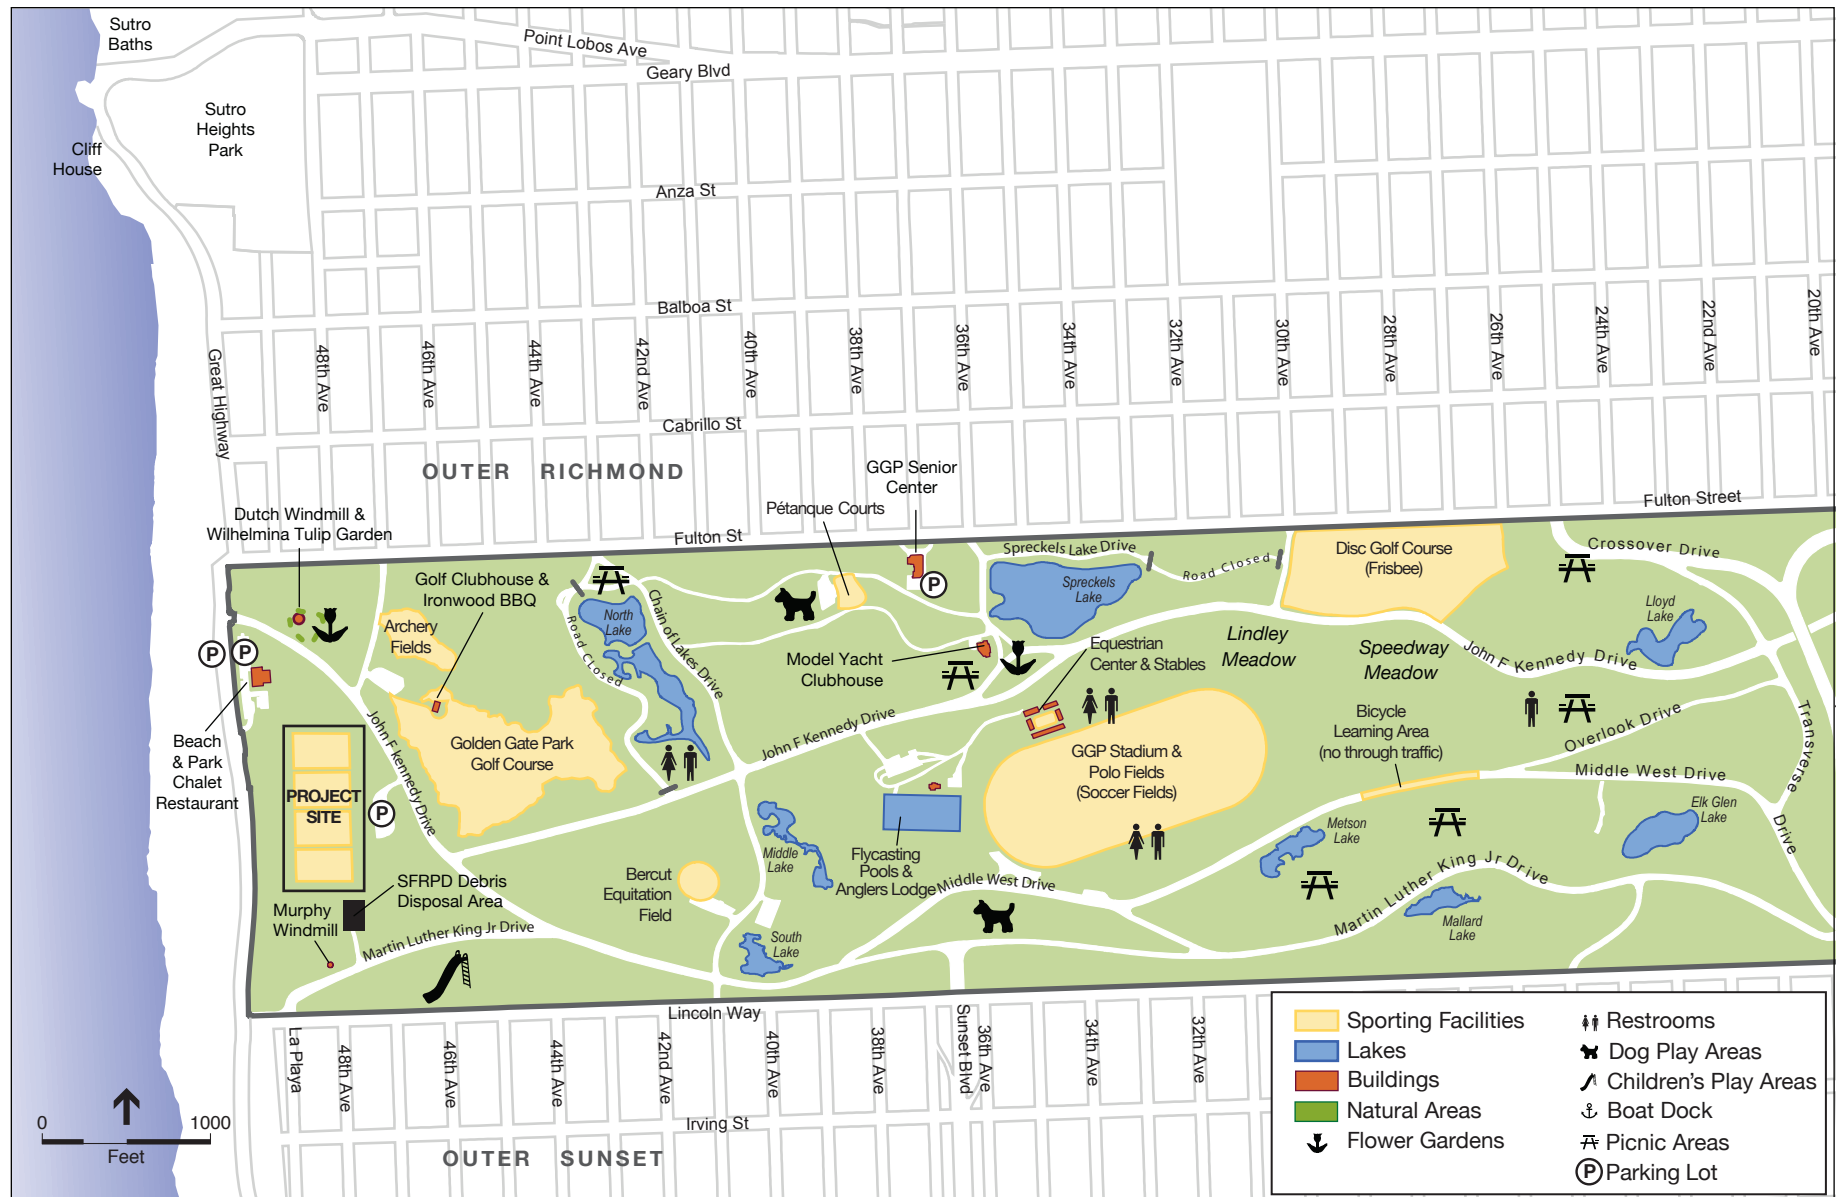 Sutro
Baths
Point Lobos Ave
Geary Blvd
Sutro
Heights
Park
Cliff
House
Anza St
Balboa St
Great Highway
48th Ave
46th Ave
44th Ave
42nd Ave
40th Ave
38th Ave
36th Ave
34th Ave
32th Ave
30th Ave
28th Ave
26th Ave
24th Ave
22nd Ave
20th Ave
Cabrillo St
OUTER RICHMOND
GGP Senior
Center
Pétanque Courts
Fulton Street
Dutch Windmill &
Wilhelmina Tulip Garden
Fulton St
Spreckels Lake Drive
Road Closed
Disc Golf Course
(Frisbee)
Crossover Drive
Golf Clubhouse &
Ironwood BBQ
P
Spreckels
Lake
North
Lake
Chain of Lakes Drive
Road CLosed
Archery
Fields
Lloyd
Lake
Lindley
Meadow
Speedway
Meadow
John F Kennedy Drive
Equestrian
Center & Stables
Model Yacht
Clubhouse
P
P
Beach
& Park
Chalet
Restaurant
John F kennedy Drive
Golden Gate Park
Golf Course
John F Kennedy Drive
GGP Stadium &
Polo Fields
(Soccer Fields)
Bicycle
Learning Area
(no through traffic)
Overlook Drive
Middle West Drive
Transverse
Drive
PROJECT
SITE
P
Elk Glen
Lake
Metson
Lake
Middle
Lake
Flycasting
Pools &
Anglers Lodge
Middle West Drive
Bercut
Equitation
Field
SFRPD Debris
Disposal Area
Murphy
Windmill
Martin Luther King Jr Drive
Martin Luther King Jr Drive
Mallard
Lake
South
Lake
Lincoln Way
La Playa
48th Ave
46th Ave
44th Ave
42nd Ave
40th Ave
38th Ave
Sunset Blvd
36th Ave
34th Ave
32th Ave
Irving St
OUTER SUNSET
0
1000
Feet
Sporting Facilities
Lakes
Buildings
Natural Areas
Flower Gardens
Restrooms
Dog Play Areas
Children's Play Areas
Boat Dock
Picnic Areas
P
Parking Lot